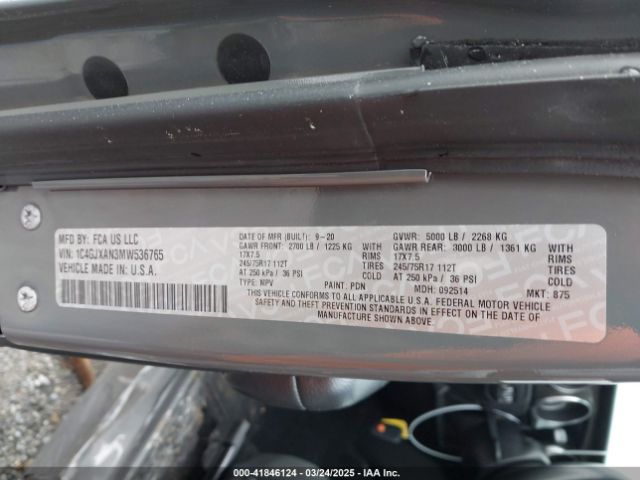 MFD BY: FCA US LLC
VIN: 1C4GJXAN3MW536765
VEHICLE MADE IN: U.S.A.
DATE OF MFR (BUILT): 9-20
GAWR FRONT: 2700 LB / 1225 KG
17X7.5
245/75R17 112T
AT 250 kPa / 36 PSI
TYPE: MPV
WITH
RIMS
TIRES
COLD
PAINT: PDN
GVWR: 5000 LB / 2268 KG
GAWR REAR: 3000 LB / 1361 KG
17X7.5
245/75R17 112T
AT 250 kPa / 36 PSI
MDH: 092514
WITH
RIMS
TIRES
COLD
MKT: 875
THIS VEHICLE CONFORMS TO ALL APPLICABLE U.S.A. FEDERAL MOTOR VEHICLE
SAFETY AND THEFT PREVENTION STANDARDS IN EFFECT ON THE DATE OF
MANUFACTURE SHOWN ABOVE.
000-41846124 — 03/24/2025 — IAA Inc.